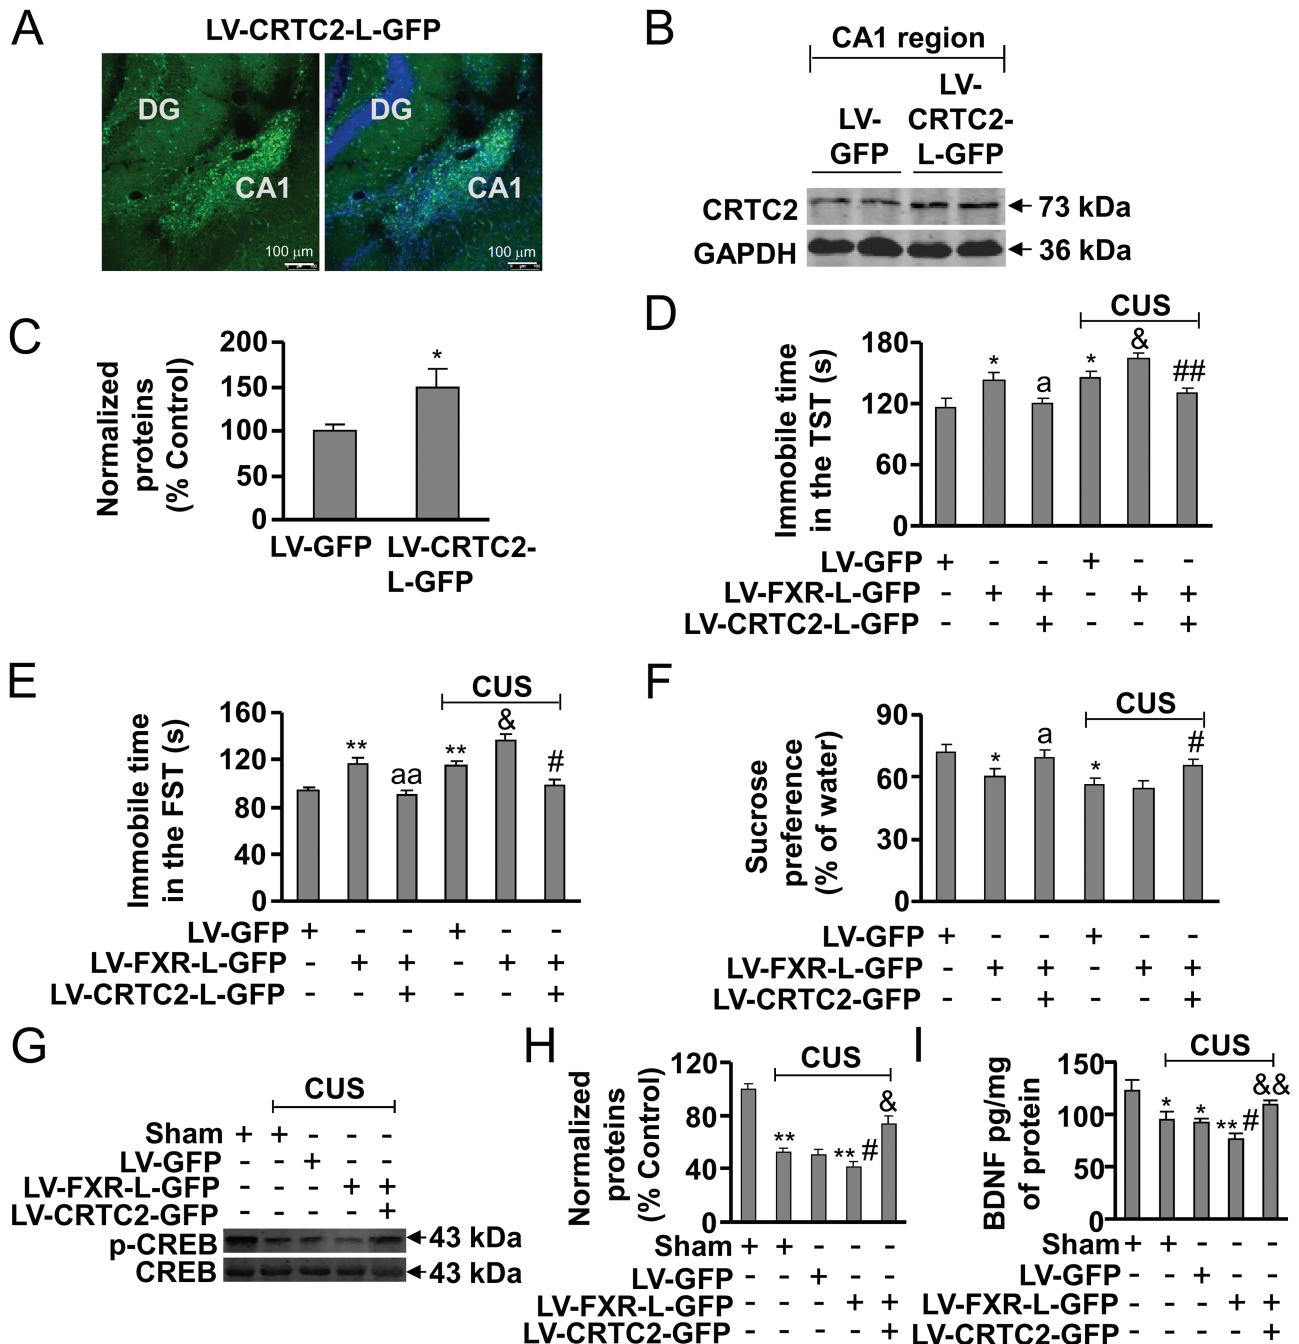 A
LV-CRTC2-L-GFP
DG
CA1
100 µm
DG
CA1
100 µm
B
CA1 region
LV-
GFP
LV-
CRTC2-
L-GFP
CRTC2
73 kDa
GAPDH
36 kDa
C
Normalized
proteins
(% Control)
200
150
100
50
0
*
LV-GFP
LV-CRTC2-
L-GFP
D
CUS
Immobile time
in the TST (s)
180
120
60
0
* a * & ##
LV-GFP + - - + - -
LV-FXR-L-GFP - + + - + +
LV-CRTC2-L-GFP - - + - - +
E
CUS
Immobile time
in the FST (s)
160
120
80
40
0
** aa ** & #
LV-GFP + - - + - -
LV-FXR-L-GFP - + + - + +
LV-CRTC2-L-GFP - - + - - +
F
CUS
Sucrose
preference
(% of water)
90
60
30
0
* a * #
LV-GFP + - - + - -
LV-FXR-L-GFP - + + - + +
LV-CRTC2-GFP - - + - - +
G
CUS
Sham + + - - -
LV-GFP - - + - -
LV-FXR-L-GFP - - - + +
LV-CRTC2-GFP - - - - +
p-CREB
43 kDa
CREB
43 kDa
H
CUS
Normalized
proteins
(% Control)
120
80
40
0
** ** # &
Sham + + - - -
LV-GFP - - + - -
LV-FXR-L-GFP - - - + +
LV-CRTC2-GFP - - - - +
I
CUS
BDNF pg/mg
of protein
150
100
50
0
* * ** # &&
Sham + + - - -
LV-GFP - - + - -
LV-FXR-L-GFP - - - + +
LV-CRTC2-GFP - - - - +